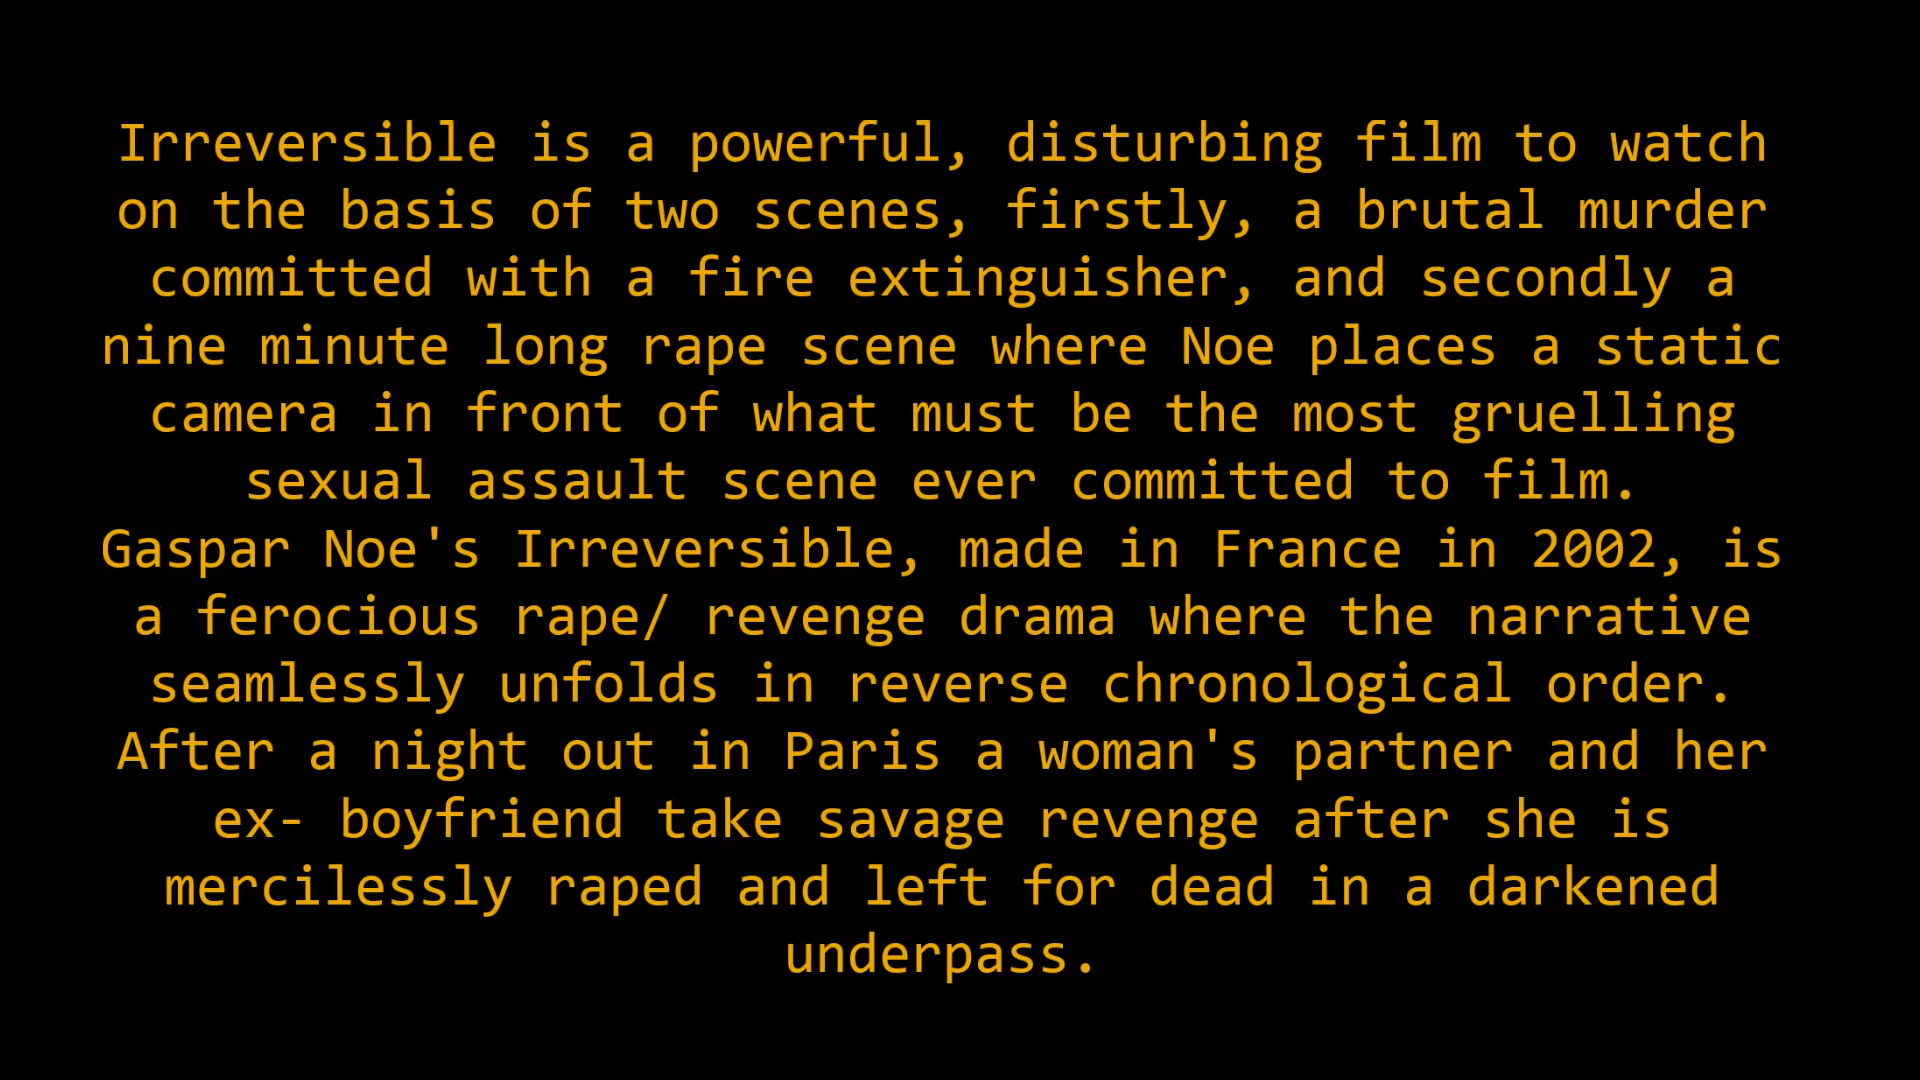 Irreversible is a powerful, disturbing film to watch
on the basis of two scenes, firstly, a brutal murder
committed with a fire extinguisher, and secondly a
nine minute long rape scene where Noe places a static
camera in front of what must be the most gruelling
sexual assault scene ever committed to film.
Gaspar Noe's Irreversible, made in France in 2002, is
a ferocious rape/ revenge drama where the narrative
seamlessly unfolds in reverse chronological order.
After a night out in Paris a woman's partner and her
ex- boyfriend take savage revenge after she is
mercilessly raped and left for dead in a darkened
underpass.